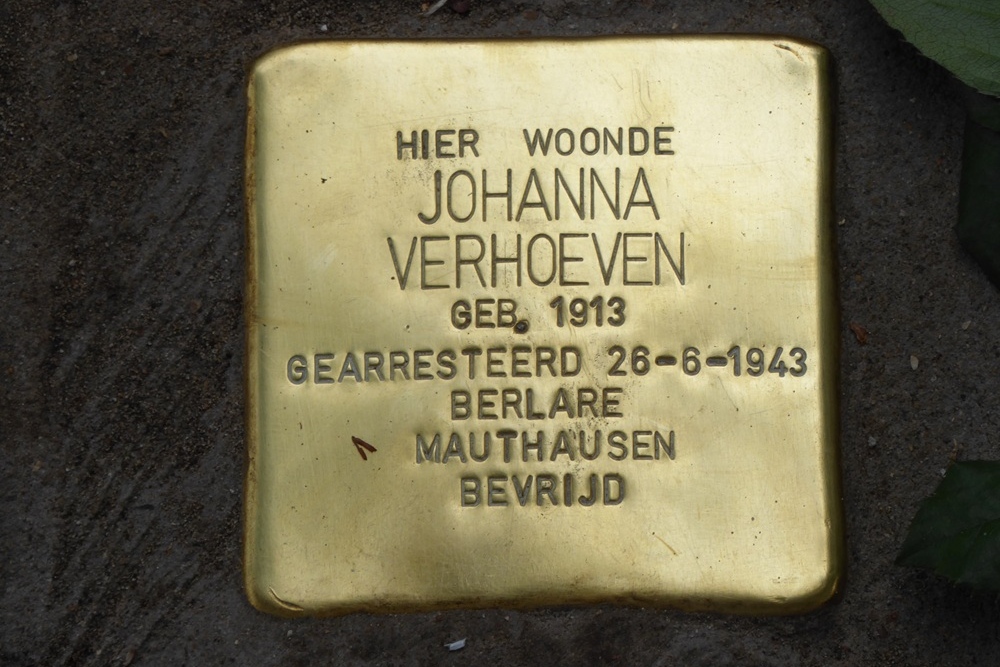 HIER WOONDE
JOHANNA
VERHOEVEN
GEB. 1913
GEARRESTEERD 26-6-1943
BERLARE
MAUTHAUSEN
BEVRIJD